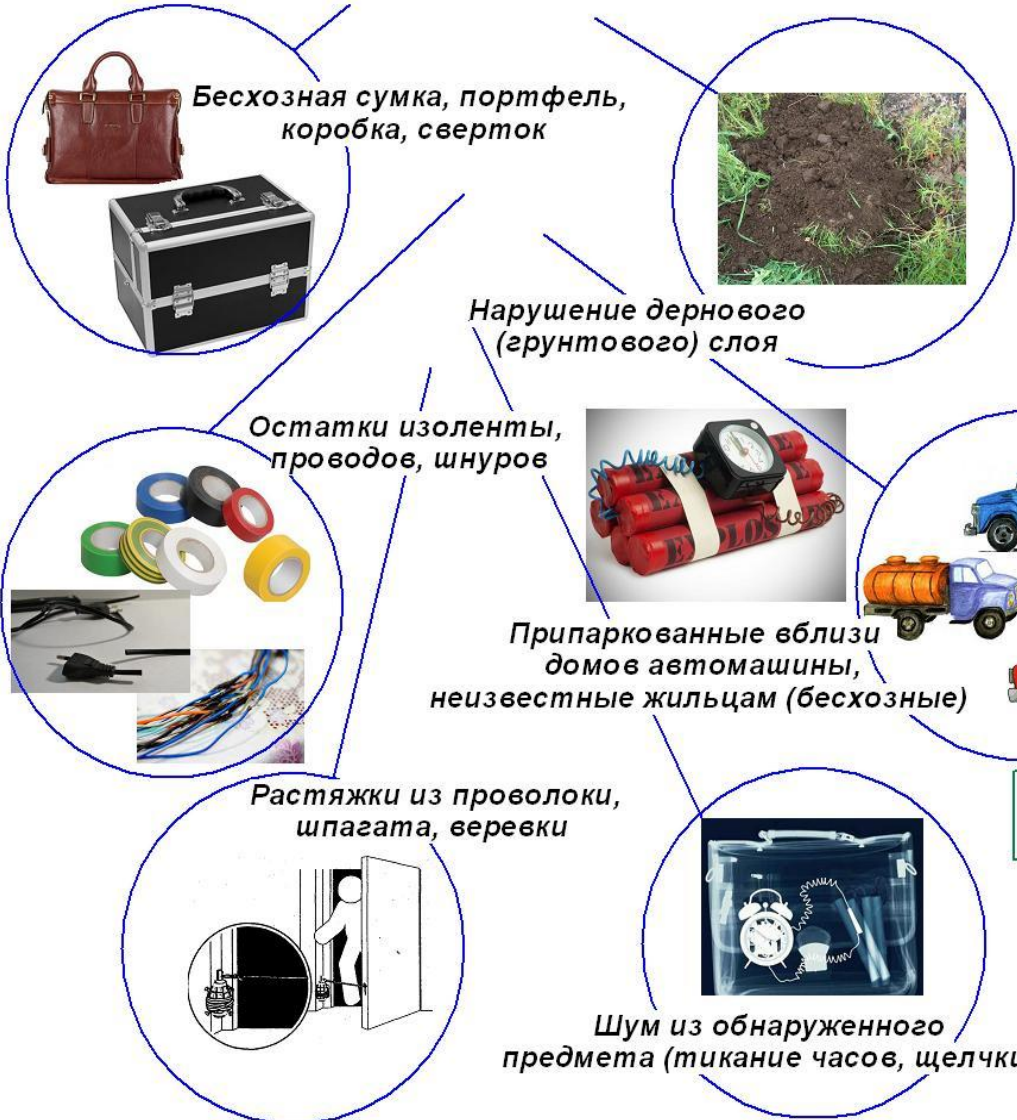 Бесхозная сумка, портфель,
коробка, сверток
Нарушение дернового
(грунтового) слоя
Остатки изоленты,
проводов, шнуров
Припаркованные вблизи
домов автомашины,
неизвестные жильцам (бесхозные)
Растяжки из проволоки,
шпагата, веревки
Шум из обнаруженного
предмета (тикание часов, щелчки